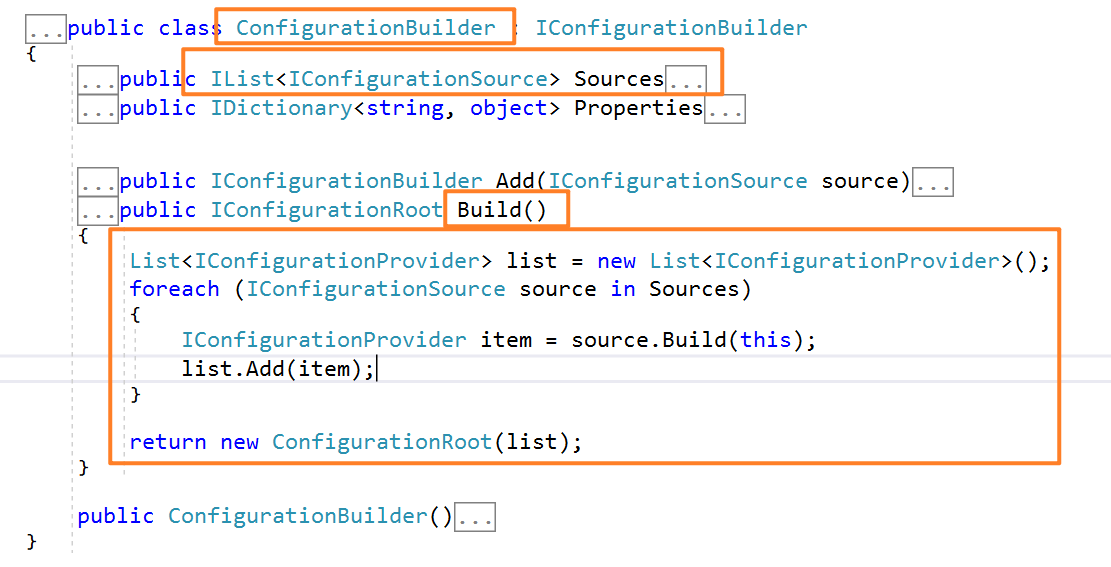 ...public class ConfigurationBuilder : IConfigurationBuilder
{
...public IList<IConfigurationSource> Sources...
...public IDictionary<string, object> Properties...
...public IConfigurationBuilder Add(IConfigurationSource source)...
...public IConfigurationRoot Build()
{
List<IConfigurationProvider> list = new List<IConfigurationProvider>();
foreach (IConfigurationSource source in Sources)
{
IConfigurationProvider item = source.Build(this);
list.Add(item);
}
return new ConfigurationRoot(list);
}
public ConfigurationBuilder()...
}